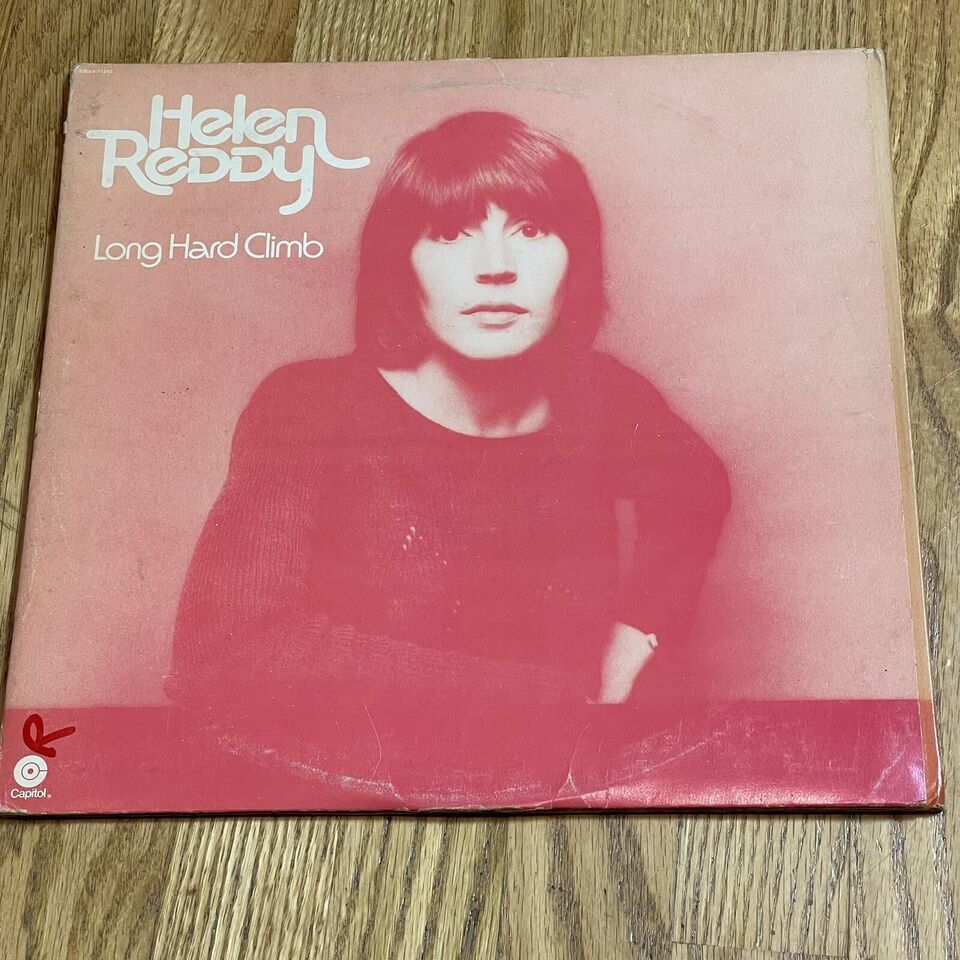 Helen
Reddy
Long Hard Climb
R
Capitol